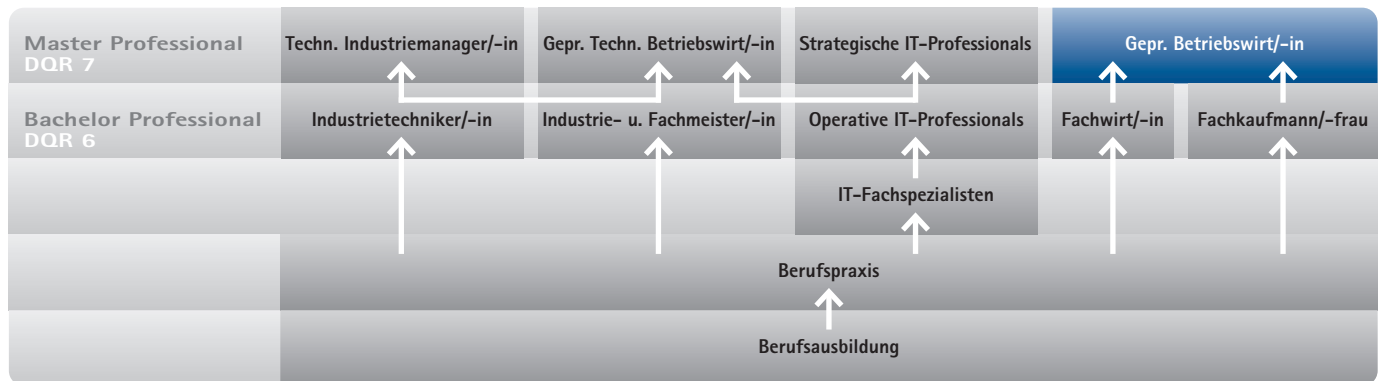 Master Professional
DQR 7
Techn. Industriemanager/-in
Gepr. Techn. Betriebswirt/-in
Strategische IT-Professionals
Gepr. Betriebswirt/-in
Bachelor Professional
DQR 6
Industrietechniker/-in
Industrie- u. Fachmeister/-in
Operative IT-Professionals
Fachwirt/-in
Fachkaufmann/-frau
IT-Fachspezialisten
Berufspraxis
Berufsausbildung